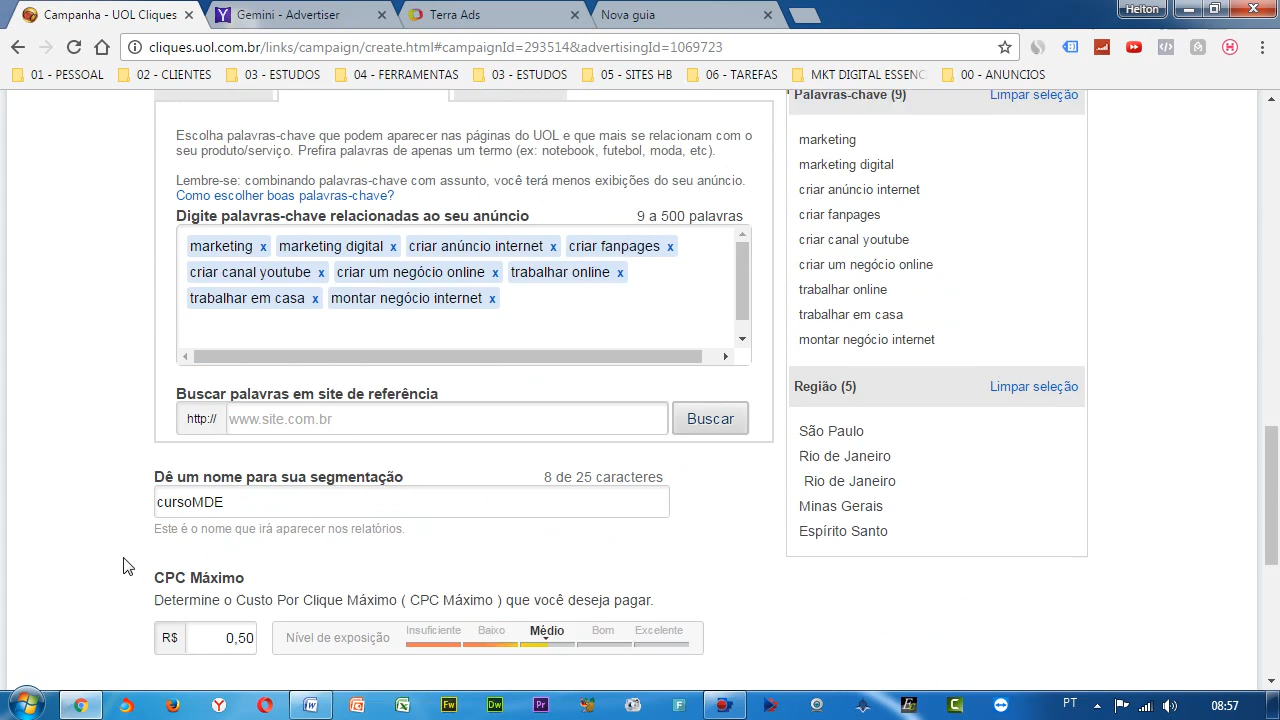 Campanha - UOL Cliques
Gemini - Advertiser
Terra Ads
Nova guia
Helton
cliques.uol.com.br/links/campaign/create.html#campaignId=293514&advertisingId=1069723
01 - PESSOAL
02 - CLIENTES
03 - ESTUDOS
04 - FERRAMENTAS
03 - ESTUDOS
05 - SITES HB
06 - TAREFAS
MKT DIGITAL ESSENC
00 - ANUNCIOS
Escolha palavras-chave que podem aparecer nas páginas do UOL e que mais se relacionam com o
seu produto/serviço. Prefira palavras de apenas um termo (ex: notebook, futebol, moda, etc).
Lembre-se: combinando palavras-chave com assunto, você terá menos exibições do seu anúncio.
Como escolher boas palavras-chave?
Digite palavras-chave relacionadas ao seu anúncio
9 a 500 palavras
marketing x marketing digital x criar anúncio internet x criar fanpages x
criar canal youtube x criar um negócio online x trabalhar online x
trabalhar em casa x montar negócio internet x
Buscar palavras em site de referência
http:// www.site.com.br Buscar
Dê um nome para sua segmentação
8 de 25 caracteres
cursoMDE
Este é o nome que irá aparecer nos relatórios.
CPC Máximo
Determine o Custo Por Clique Máximo ( CPC Máximo ) que você deseja pagar.
R$ 0,50
Nível de exposição
Insuficiente Baixo Médio Bom Excelente
Palavras-chave (9)
Limpar seleção
marketing
marketing digital
criar anúncio internet
criar fanpages
criar canal youtube
criar um negócio online
trabalhar online
trabalhar em casa
montar negócio internet
Região (5)
Limpar seleção
São Paulo
Rio de Janeiro
Rio de Janeiro
Minas Gerais
Espírito Santo
PT
08:57